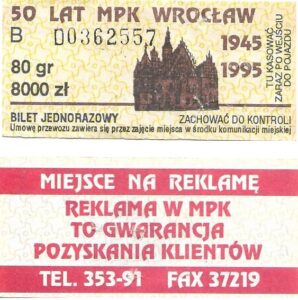 50 LAT MPK WROCŁAW
B D0362557 1945
80 gr 1995
8000 zł
TU KASOWAĆ
ZARAZ PO WEJŚCIU
DO POJAZDU
BILET JEDNORAZOWY ZACHOWAĆ DO KONTROLI
Umowę przewozu zawiera się przez zajęcie miejsca w środku komunikacji miejskiej
MIEJSCE NA REKLAMĘ
REKLAMA W MPK
TO GWARANCJA
POZYSKANIA KLIENTÓW
TEL. 353-91 FAX 37219